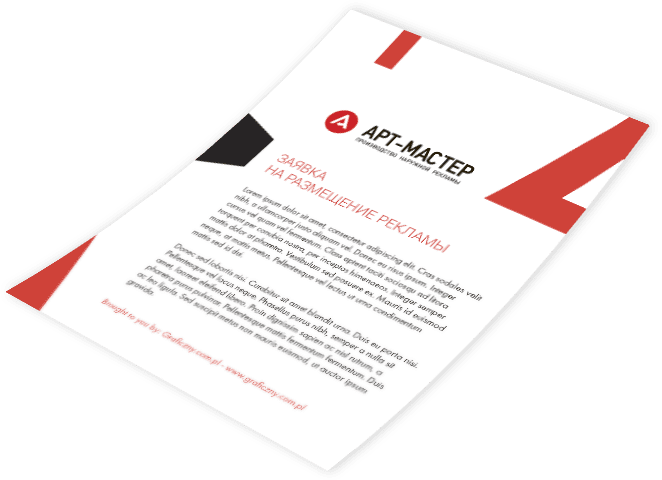 АРТ-МАСТЕР
ПРОИЗВОДСТВО НАРУЖНОЙ РЕКЛАМЫ
ЗАЯВКА
НА РАЗМЕЩЕНИЕ РЕКЛАМЫ
Lorem ipsum dolor sit amet, consectetur adipiscing elit. Cras sodales velit
nibh, a ullamcorper justo aliquam vel. Donec eu risus ipsum. Integer
cursus vel quam vel fermentum. Class aptent taciti sociosqu ad litora
torquent per conubia nostra, per inceptos himenaeos. Integer semper
mattis dolor at pharetra. Vestibulum sed posuere ex. Mauris id euismod
neque, at mattis metus. Pellentesque vel lectus ut urna condimentum
mattis sed id dui.
Donec sed lobortis nisi. Curabitur sit amet blandit urna. Duis eu porta nisi.
Pellentesque vel lacus neque. Phasellus purus nibh, semper a nulla sit
amet, laoreet eleifend libero. Proin dignissim sapien ac nisl rutrum, a
pharetra purus pulvinar. Pellentesque mattis fermentum fermentum. Duis
ac leo ligula. Sed suscipit metus non mauris euismod, ut auctor ipsum
gravida.
Brought to you by: Graficzny.com.pl - www.graficzny.com.pl